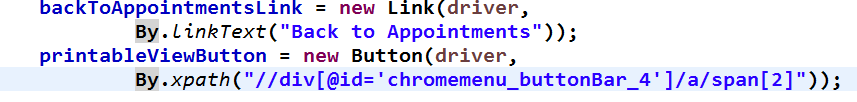 backToAppointmentsLink = new Link(driver,
By.linkText("Back to Appointments"));
printableViewButton = new Button(driver,
By.xpath("//div[@id='chromemenu_buttonBar_4']/a/span[2]"));